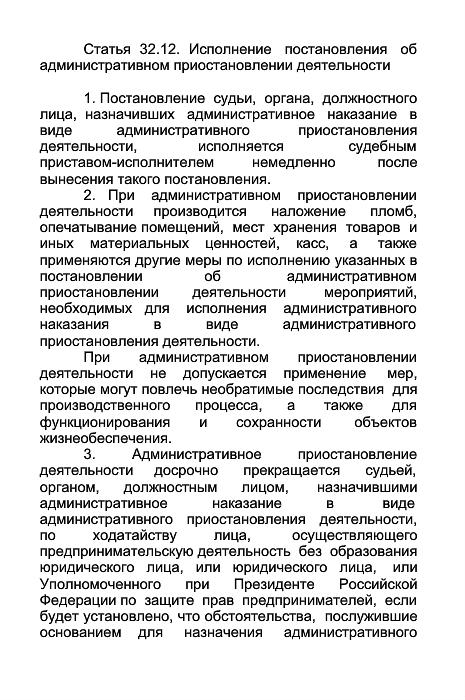 Статья 32.12. Исполнение постановления об
административном приостановлении деятельности
1. Постановление судьи, органа, должностного
лица, назначивших административное наказание в
виде административного приостановления
деятельности, исполняется судебным
приставом-исполнителем немедленно после
вынесения такого постановления.
2. При административном приостановлении
деятельности производится наложение пломб,
опечатывание помещений, мест хранения товаров и
иных материальных ценностей, касс, а также
применяются другие меры по исполнению указанных в
постановлении об административном
приостановлении деятельности мероприятий,
необходимых для исполнения административного
наказания в виде административного
приостановления деятельности.
При административном приостановлении
деятельности не допускается применение мер,
которые могут повлечь необратимые последствия для
производственного процесса, а также для
функционирования и сохранности объектов
жизнеобеспечения.
3. Административное приостановление
деятельности досрочно прекращается судьей,
органом, должностным лицом, назначившими
административное наказание в виде
административного приостановления деятельности,
по ходатайству лица, осуществляющего
предпринимательскую деятельность без образования
юридического лица, или юридического лица, или
Уполномоченного при Президенте Российской
Федерации по защите прав предпринимателей, если
будет установлено, что обстоятельства, послужившие
основанием для назначения административного